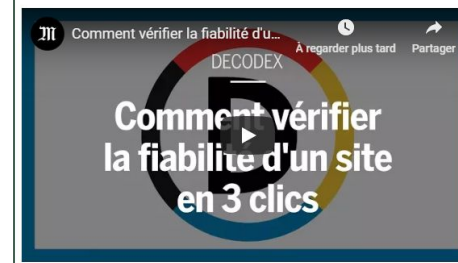 Comment vérifier la fiabilité d'u...
À regarder plus tard
Partager
DECODEX
Comment vérifier
la fiabilité d'un site
en 3 clics